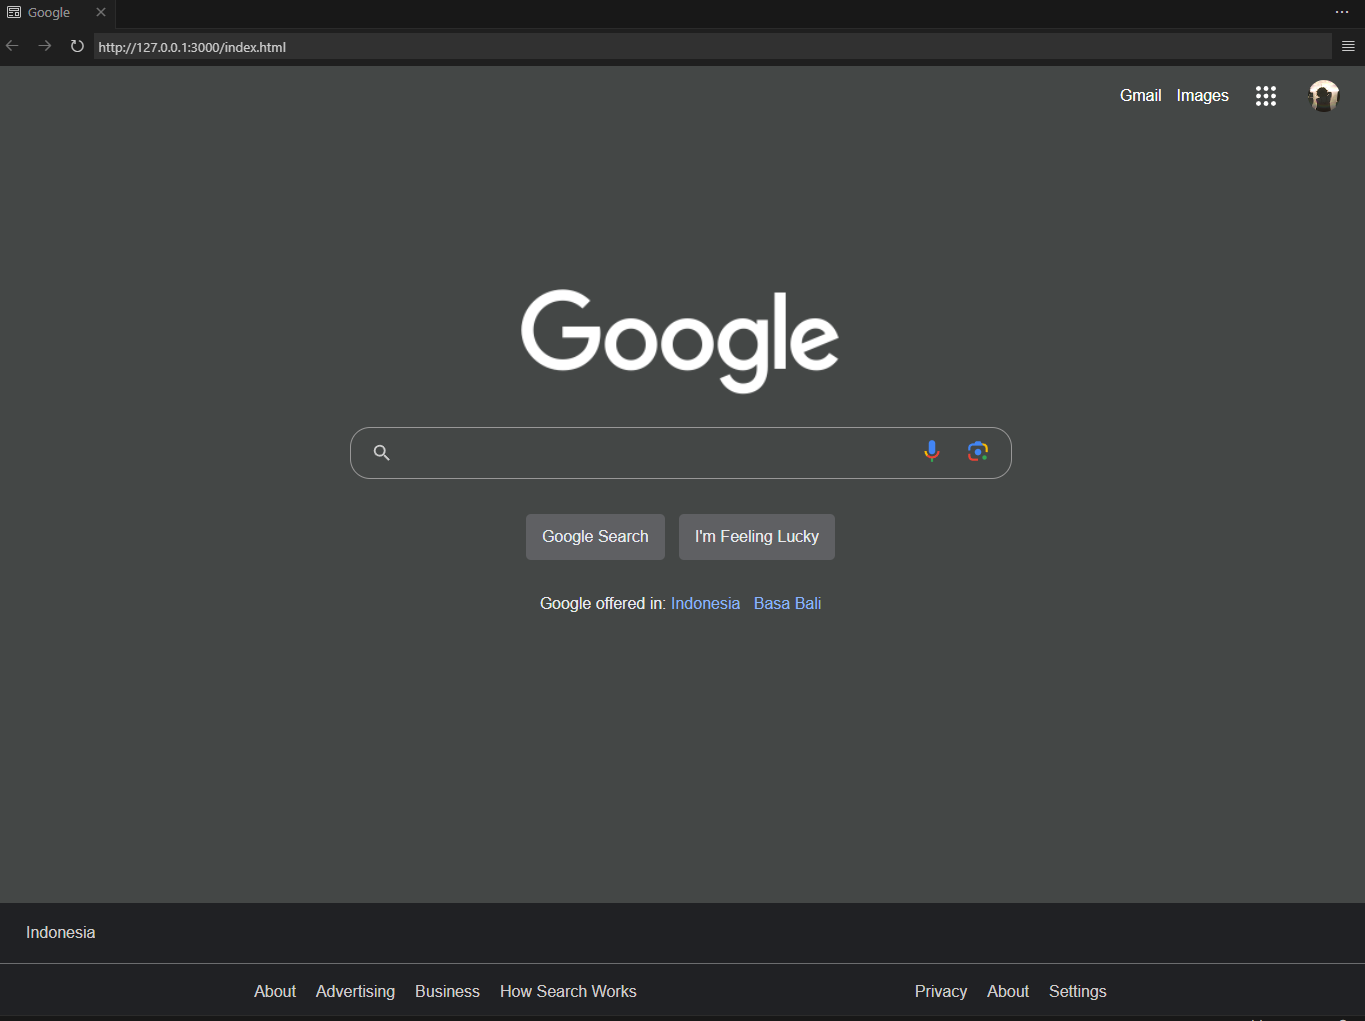 Google
http://127.0.0.1:3000/index.html
Gmail Images
Google
Google Search I'm Feeling Lucky
Google offered in: Indonesia Basa Bali
Indonesia
About Advertising Business How Search Works Privacy About Settings